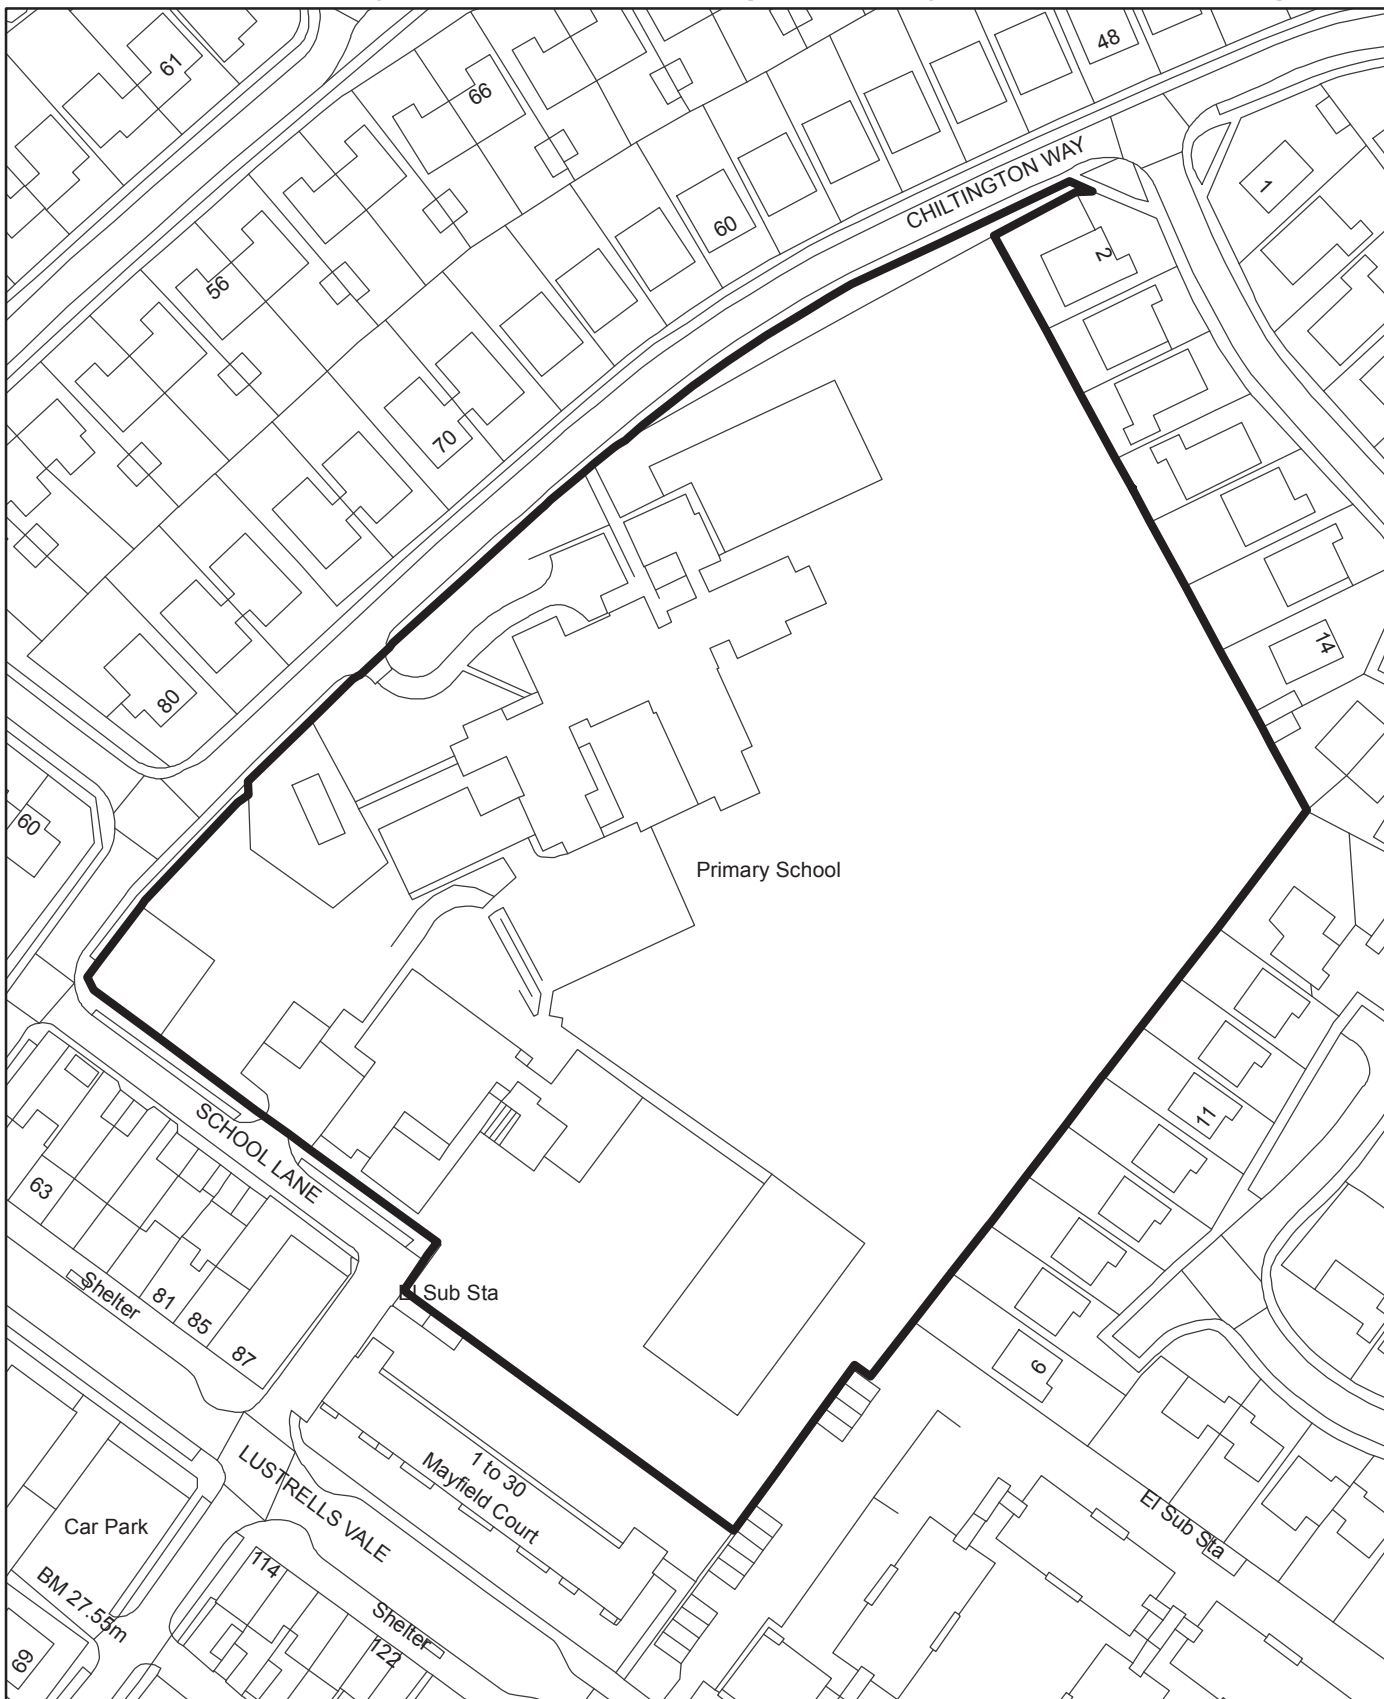 61
66
48
CHILTINGTON WAY
1
60
2
56
70
14
80
60
Primary School
11
SCHOOL LANE
63
El Sub Sta
Shelter
81
85
87
6
1 to 30
Mayfield Court
LUSTRELLS VALE
Car Park
El Sub Sta
114
BM 27.55m
Shelter
122
69